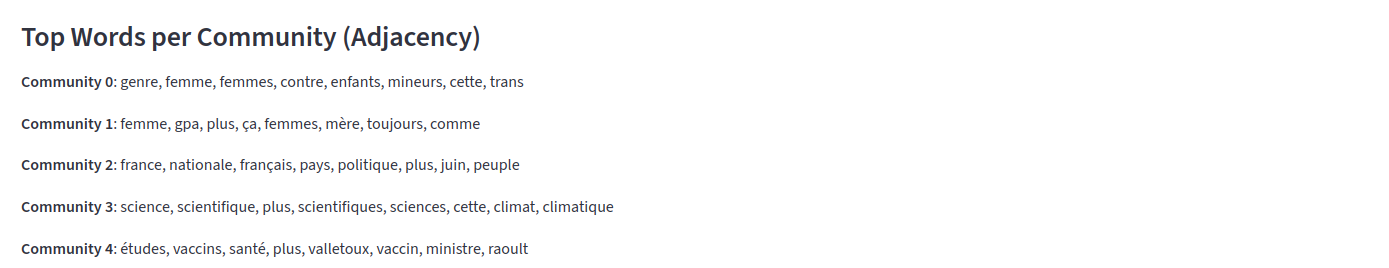 Top Words per Community (Adjacency)
Community 0: genre, femme, femmes, contre, enfants, mineurs, cette, trans
Community 1: femme, gpa, plus, ça, femmes, mère, toujours, comme
Community 2: france, nationale, français, pays, politique, plus, juin, peuple
Community 3: science, scientifique, plus, scientifiques, sciences, cette, climat, climatique
Community 4: études, vaccins, santé, plus, valletoux, vaccin, ministre, raoult